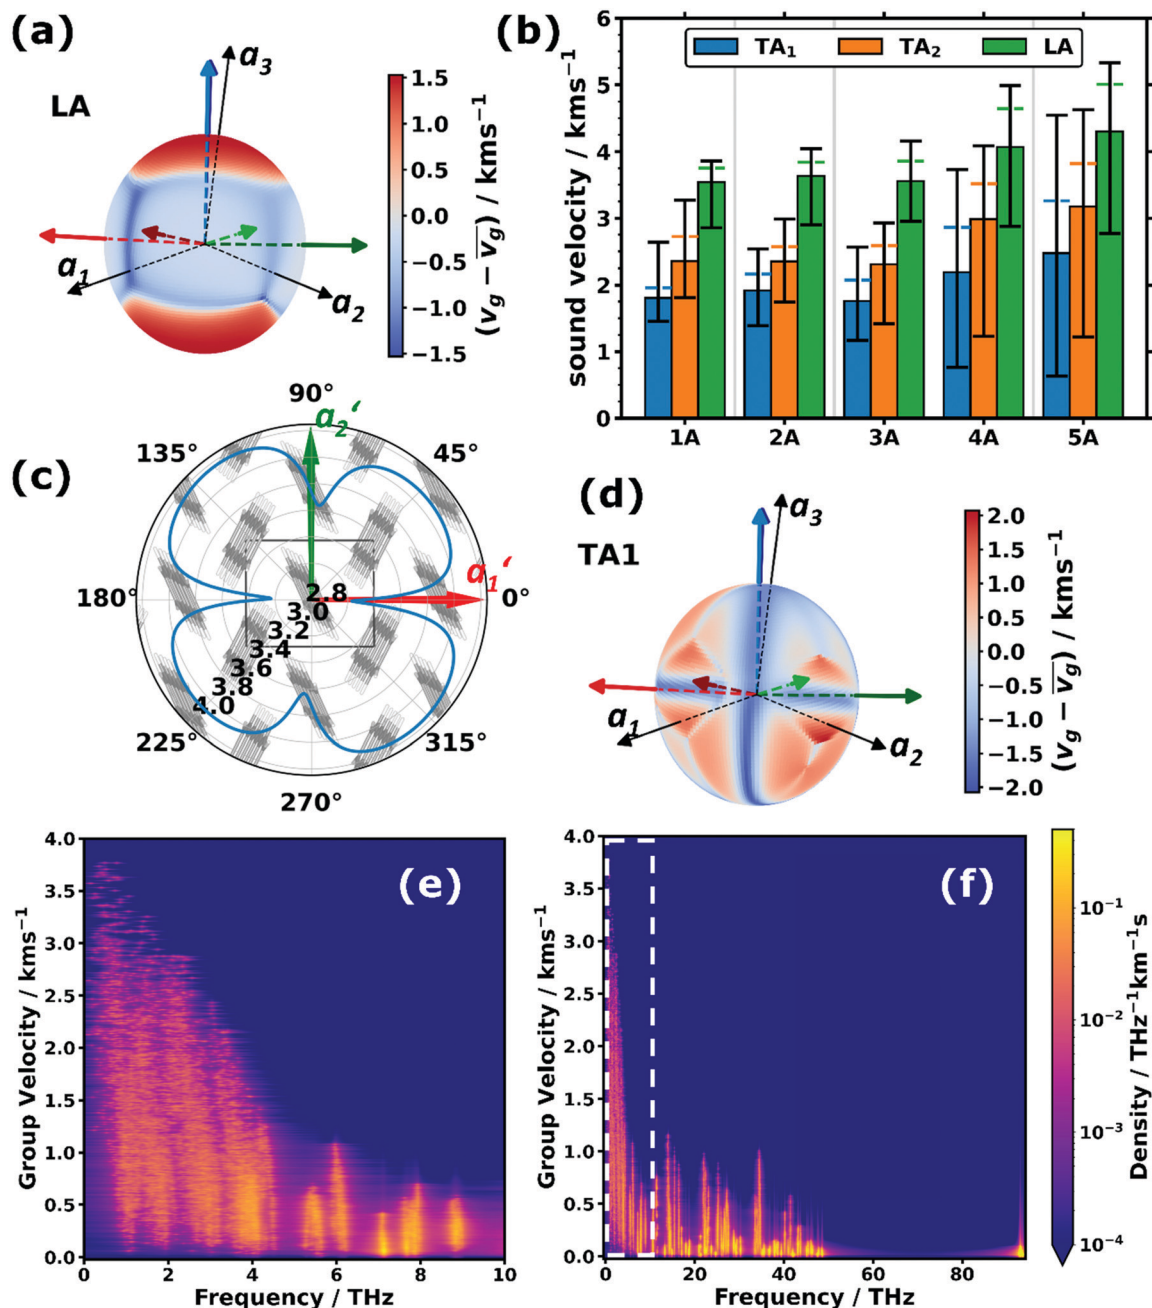 (a)
LA
a3
a1
a2
1.5
1.0
0.5
0.0
−0.5
−1.0
−1.5
(vg − vg) / kms−1
(b)
sound velocity / kms−1
6
5
4
3
2
1
0
TA1 TA2 LA
1A 2A 3A 4A 5A
(c)
90°
a2‘
135° 45°
180° 0°
a1‘
2.8
3.0
3.2
3.4
3.6
3.8
4.0
225° 315°
270°
(d)
TA1
a3
a1
a2
2.0
1.5
1.0
0.5
0.0
−0.5
−1.0
−1.5
−2.0
(vg − vg) / kms−1
(e)
Group Velocity / kms−1
4.0
3.5
3.0
2.5
2.0
1.5
1.0
0.5
0.0
0 2 4 6 8 10
Frequency / THz
(f)
Group Velocity / kms−1
4.0
3.5
3.0
2.5
2.0
1.5
1.0
0.5
0.0
0 20 40 60 80
Frequency / THz
10−1
10−2
10−3
10−4
Density / THz−1km−1s